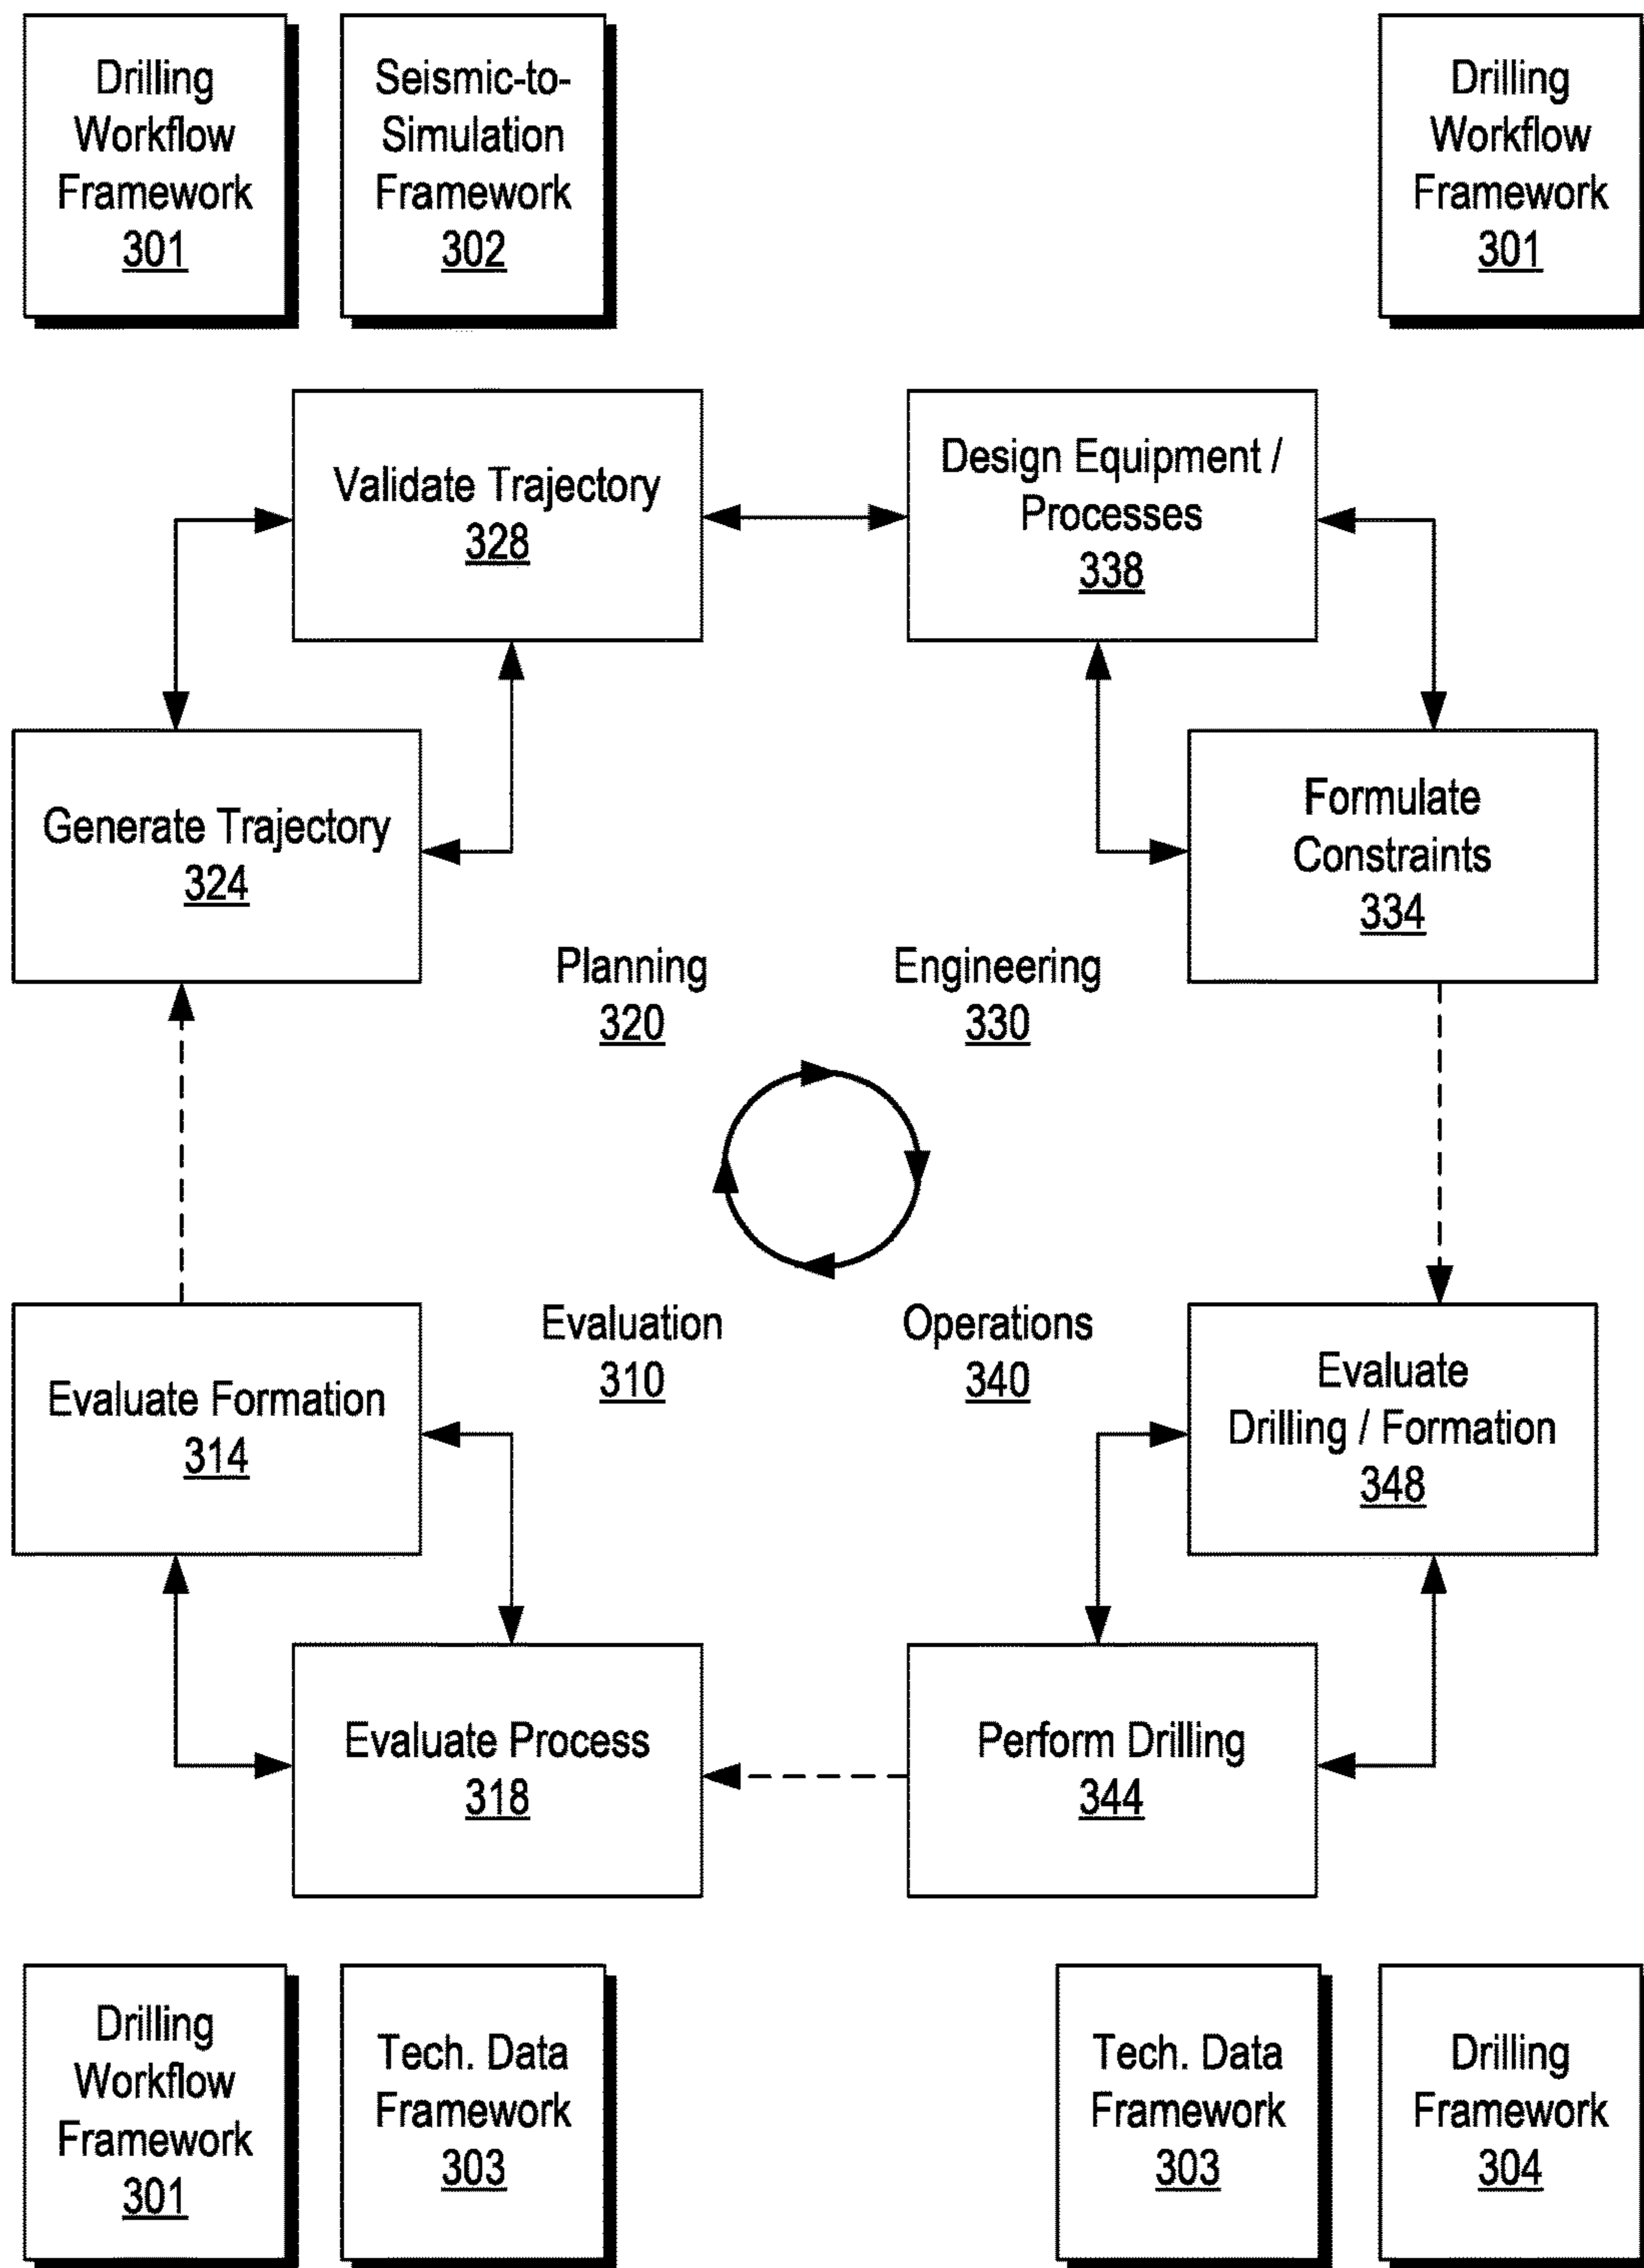 Drilling
Workflow
Framework
301
Seismic-to-
Simulation
Framework
302
Drilling
Workflow
Framework
301
Validate Trajectory
328
Design Equipment /
Processes
338
Generate Trajectory
324
Formulate
Constraints
334
Planning
320
Engineering
330
Evaluation
310
Operations
340
Evaluate Formation
314
Evaluate
Drilling / Formation
348
Evaluate Process
318
Perform Drilling
344
Drilling
Workflow
Framework
301
Tech. Data
Framework
303
Tech. Data
Framework
303
Drilling
Framework
304